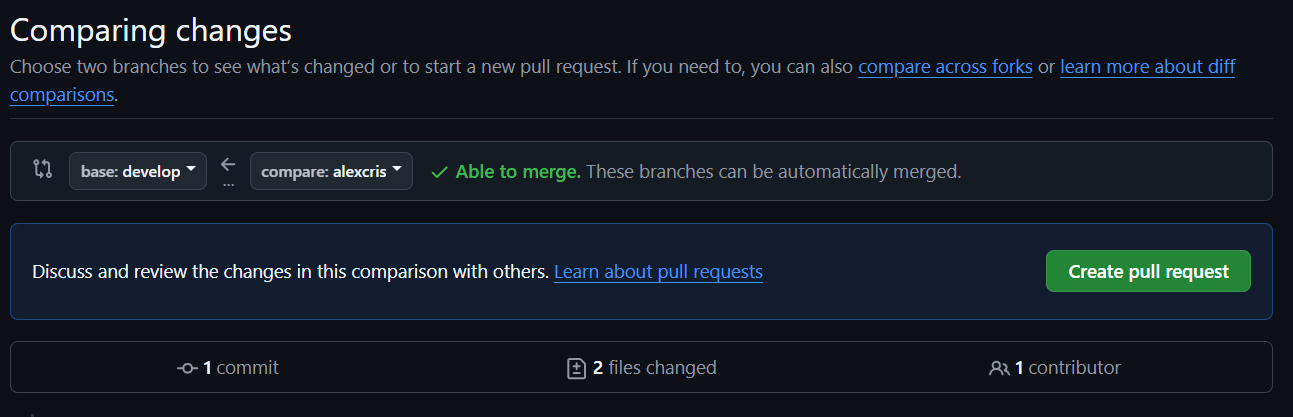 Comparing changes
Choose two branches to see what's changed or to start a new pull request. If you need to, you can also compare across forks or learn more about diff
comparisons.
base: develop ... compare: alexcris Able to merge. These branches can be automatically merged.
Discuss and review the changes in this comparison with others. Learn about pull requests Create pull request
1 commit 2 files changed 1 contributor